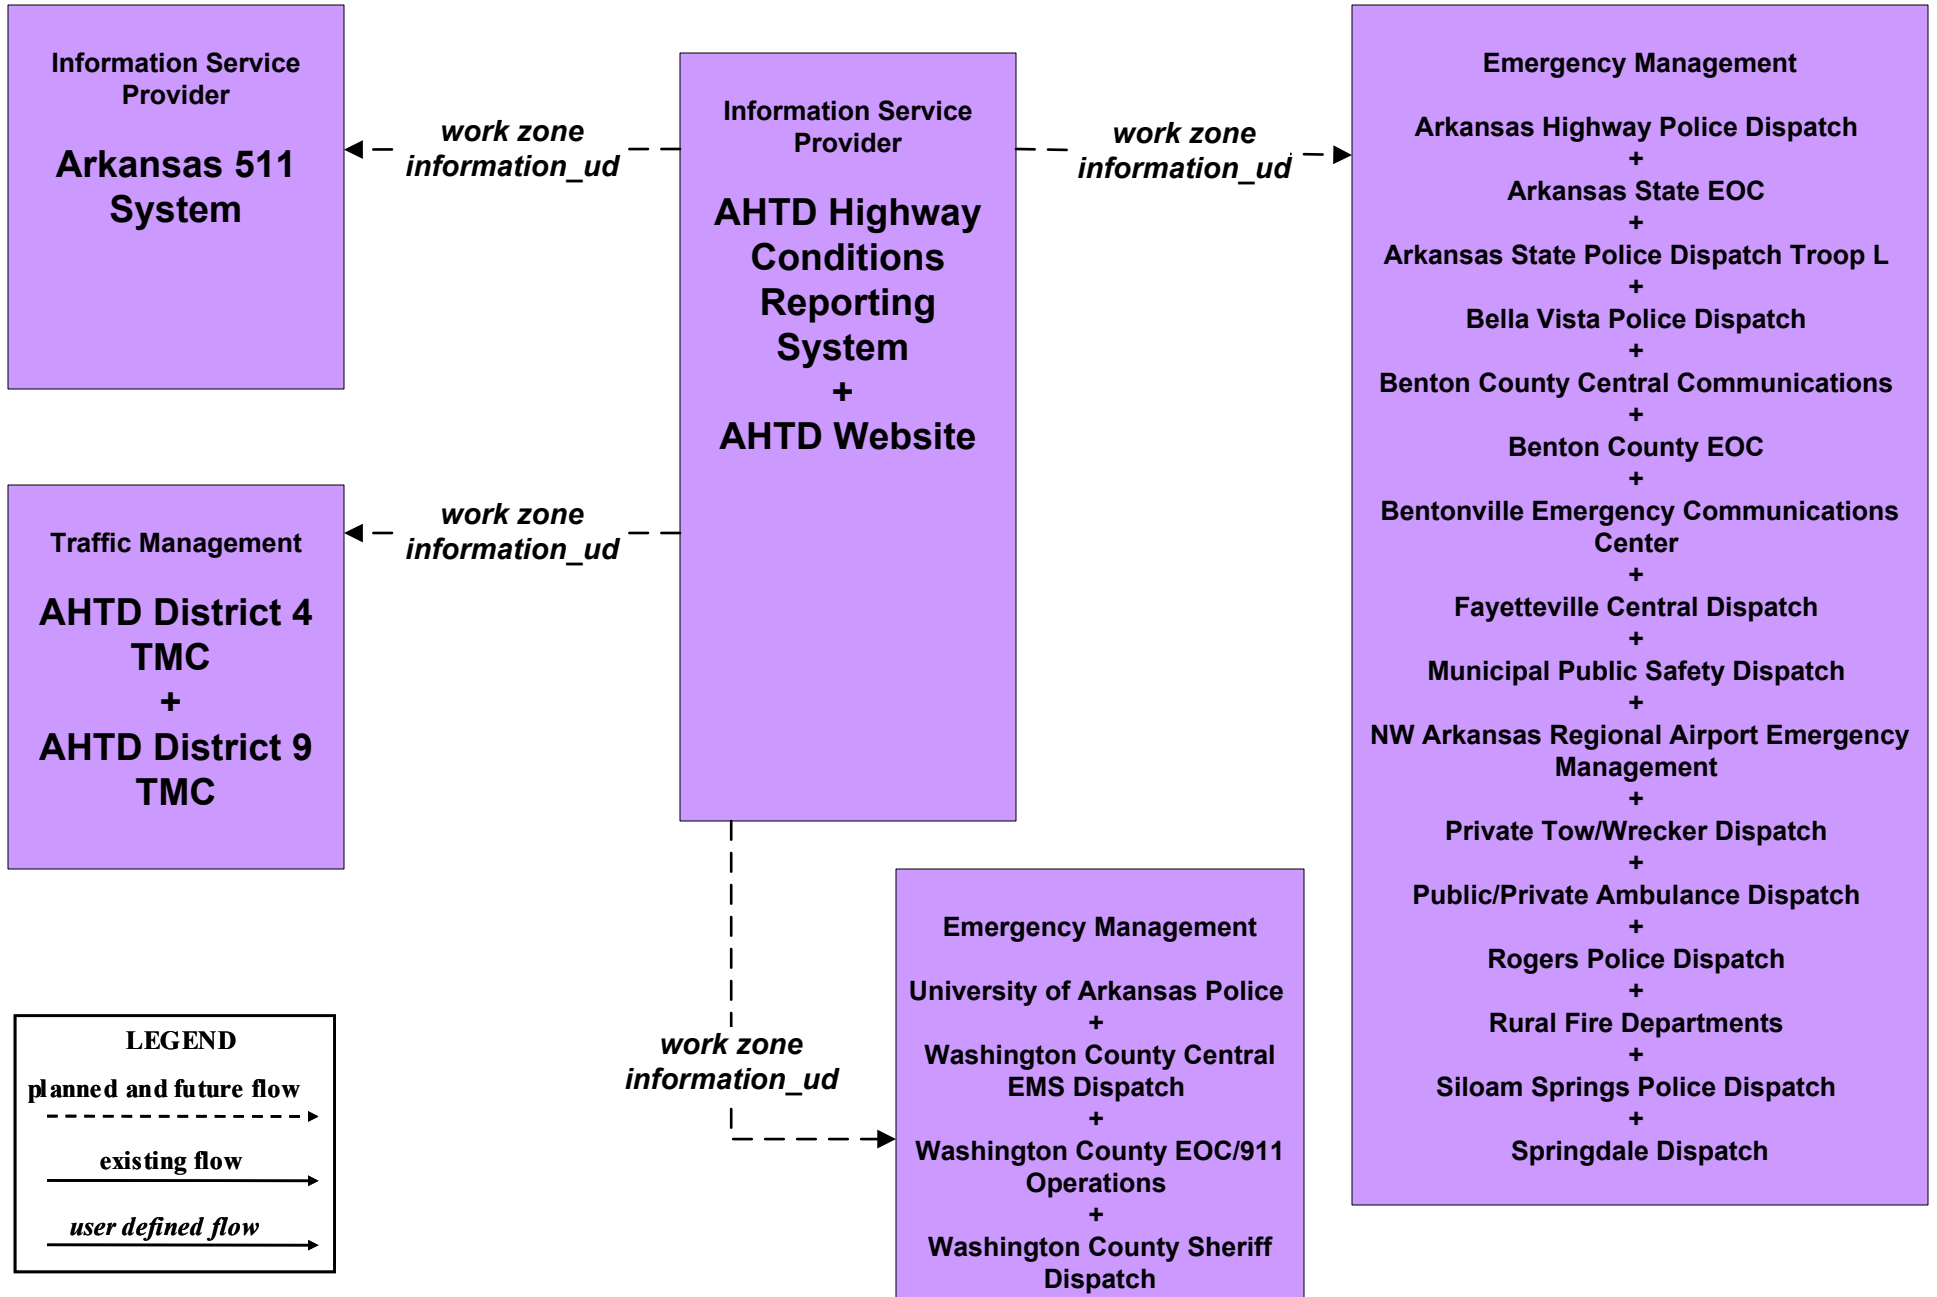 Information Service
Provider
Arkansas 511
System
work zone
information_ud
Information Service
Provider
AHTD Highway
Conditions
Reporting
System
+
AHTD Website
work zone
information_ud
Emergency Management
Arkansas Highway Police Dispatch
+
Arkansas State EOC
+
Arkansas State Police Dispatch Troop L
+
Bella Vista Police Dispatch
+
Benton County Central Communications
+
Benton County EOC
+
Bentonville Emergency Communications
Center
+
Fayetteville Central Dispatch
+
Municipal Public Safety Dispatch
+
NW Arkansas Regional Airport Emergency
Management
+
Private Tow/Wrecker Dispatch
+
Public/Private Ambulance Dispatch
+
Rogers Police Dispatch
+
Rural Fire Departments
+
Siloam Springs Police Dispatch
+
Springdale Dispatch
Traffic Management
AHTD District 4
TMC
+
AHTD District 9
TMC
work zone
information_ud
work zone
information_ud
Emergency Management
University of Arkansas Police
+
Washington County Central
EMS Dispatch
+
Washington County EOC/911
Operations
+
Washington County Sheriff
Dispatch
LEGEND
planned and future flow
existing flow
user defined flow